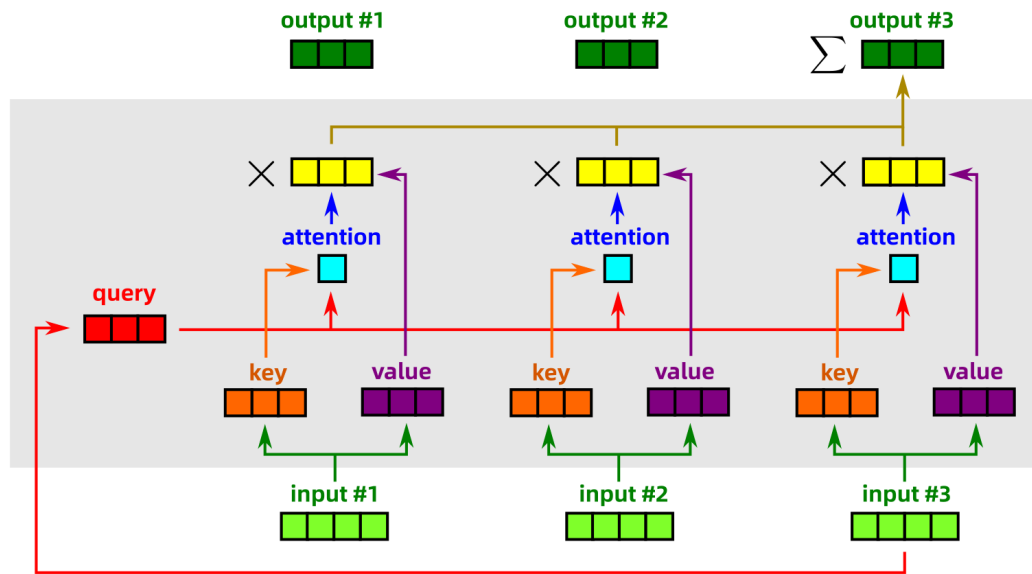 output #1
output #2
output #3
∑
×
×
×
attention
attention
attention
query
key
value
key
value
key
value
input #1
input #2
input #3